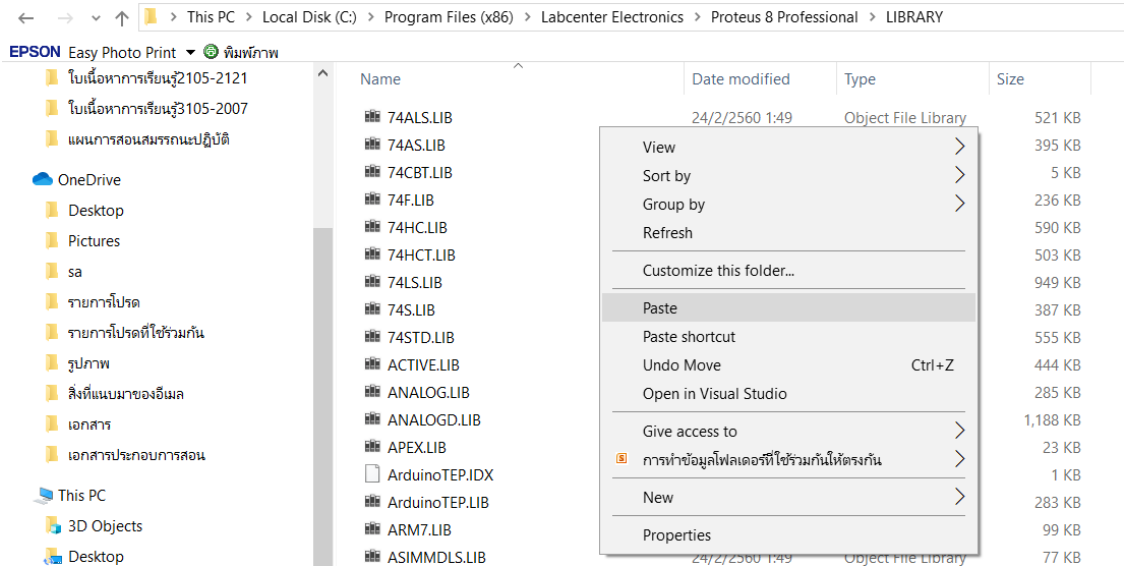 This PC > Local Disk (C:) > Program Files (x86) > Labcenter Electronics > Proteus 8 Professional > LIBRARY
EPSON Easy Photo Print พิมพ์ภาพ
ใบเนื้อหาการเรียนรู้2105-2121
ใบเนื้อหาการเรียนรู้3105-2007
แผนการสอนสมรรถนะปฏิบัติ
OneDrive
Desktop
Pictures
sa
รายการโปรด
รายการโปรดที่ใช้ร่วมกัน
รูปภาพ
สิ่งที่แนบมาของอีเมล
เอกสาร
เอกสารประกอบการสอน
This PC
3D Objects
Desktop
Name Date modified Type Size
74ALS.LIB 24/2/2560 1:49 Object File Library 521 KB
74AS.LIB 395 KB
74CBT.LIB 5 KB
74F.LIB 236 KB
74HC.LIB 590 KB
74HCT.LIB 503 KB
74LS.LIB 949 KB
74S.LIB 387 KB
74STD.LIB 555 KB
ACTIVE.LIB 444 KB
ANALOG.LIB 285 KB
ANALOGD.LIB 1,188 KB
APEX.LIB 23 KB
ArduinoTEP.IDX 1 KB
ArduinoTEP.LIB 283 KB
ARM7.LIB 99 KB
ASIMMDLS.LIB 24/2/2560 1:49 Object File Library 77 KB
View
Sort by
Group by
Refresh
Customize this folder...
Paste
Paste shortcut
Undo Move Ctrl+Z
Open in Visual Studio
Give access to
S การทำข้อมูลโฟลเดอร์ที่ใช้ร่วมกันให้ตรงกัน
New
Properties